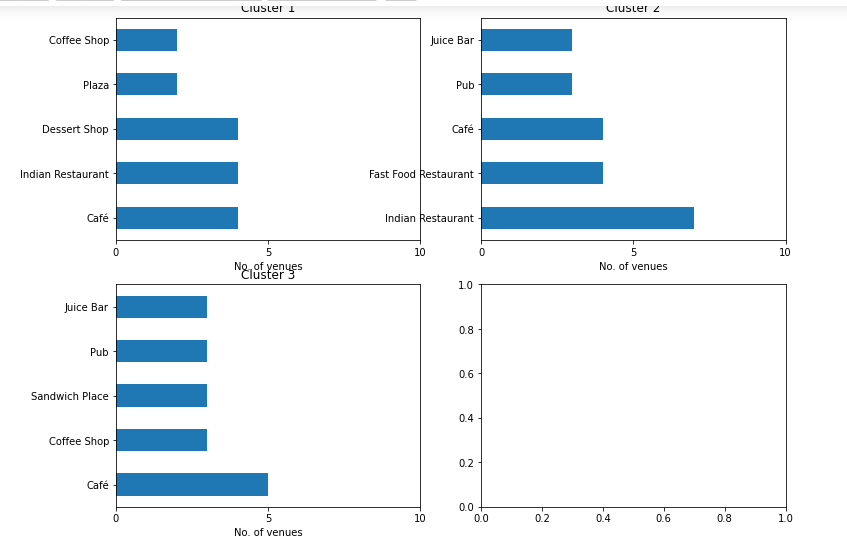 Cluster 1
Coffee Shop
Plaza
Dessert Shop
Indian Restaurant
Café
0 5 10
No. of venues
Cluster 2
Juice Bar
Pub
Café
Fast Food Restaurant
Indian Restaurant
0 5 10
No. of venues
Cluster 3
Juice Bar
Pub
Sandwich Place
Coffee Shop
Café
0 5 10
No. of venues
1.0
0.8
0.6
0.4
0.2
0.0
0.0 0.2 0.4 0.6 0.8 1.0